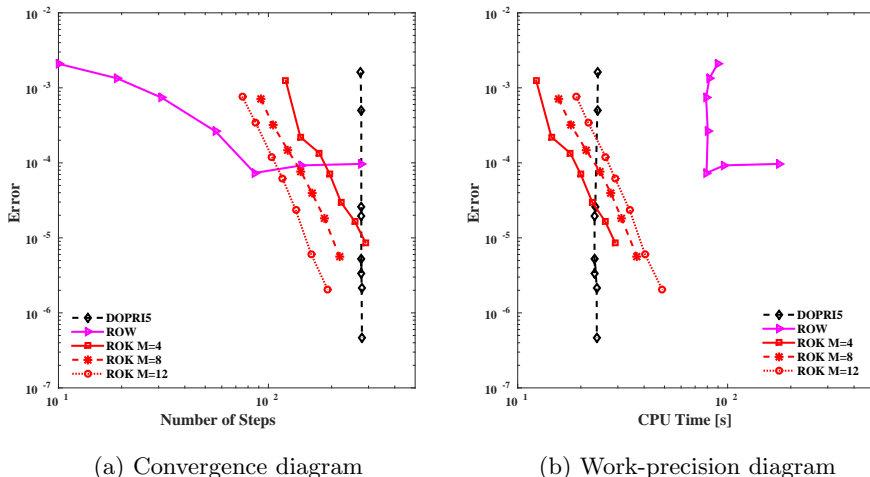 10^-2
10^-3
10^-4
10^-5
10^-6
10^-7
Error
10^1
10^2
Number of Steps
DOPRI5
ROW
ROK M=4
ROK M=8
ROK M=12
(a) Convergence diagram
10^-2
10^-3
10^-4
10^-5
10^-6
10^-7
Error
10^1
10^2
CPU Time [s]
DOPRI5
ROW
ROK M=4
ROK M=8
ROK M=12
(b) Work-precision diagram